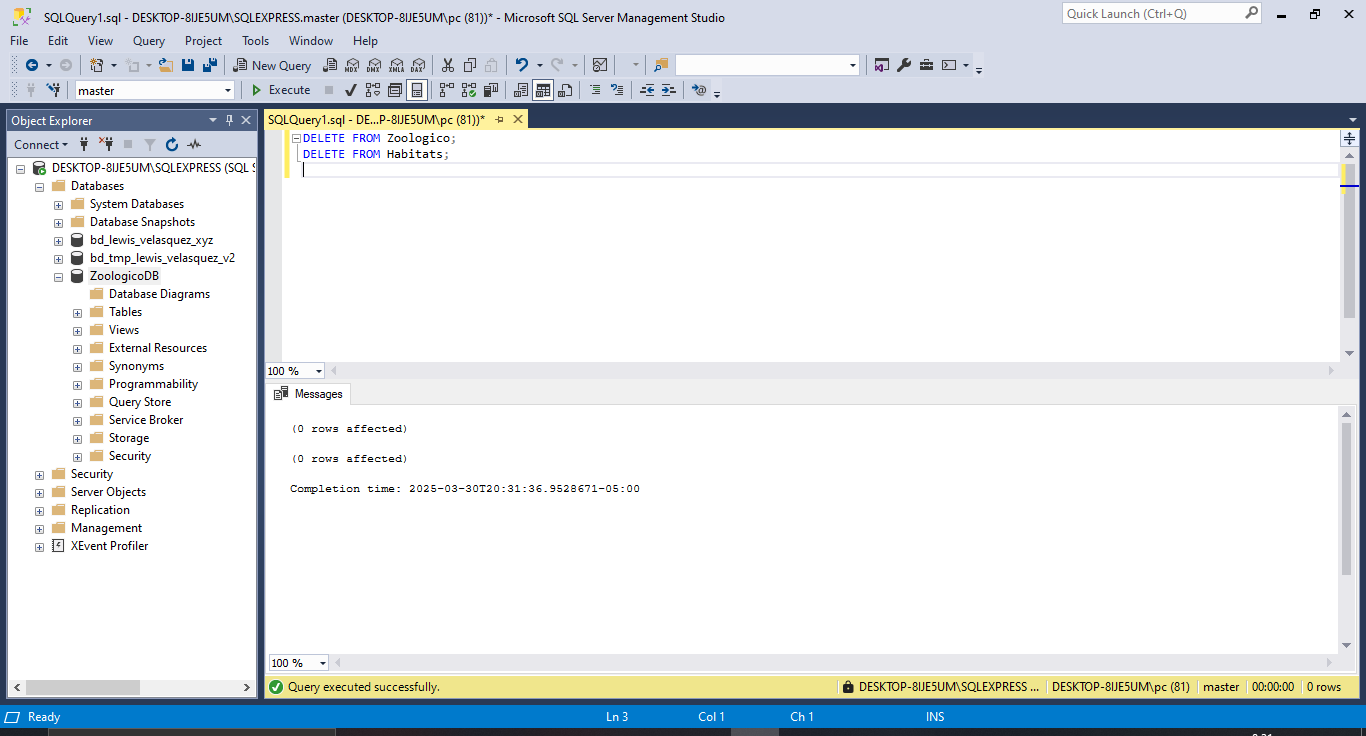 SQLQuery1.sql - DESKTOP-8IJE5UM\SQLEXPRESS.master (DESKTOP-8IJE5UM\pc (81))* - Microsoft SQL Server Management Studio
Quick Launch (Ctrl+Q)
File Edit View Query Project Tools Window Help
New Query MDX DMX XMLA DAX
master Execute
Object Explorer
SQLQuery1.sql - DE...P-8IJE5UM\pc (81))*
Connect
DESKTOP-8IJE5UM\SQLEXPRESS (SQL S
Databases
System Databases
Database Snapshots
bd_lewis_velasquez_xyz
bd_tmp_lewis_velasquez_v2
ZoologicoDB
Database Diagrams
Tables
Views
External Resources
Synonyms
Programmability
Query Store
Service Broker
Storage
Security
Security
Server Objects
Replication
Management
XEvent Profiler
DELETE FROM Zoologico;
DELETE FROM Habitats;
100 %
Messages
(0 rows affected)
(0 rows affected)
Completion time: 2025-03-30T20:31:36.9528671-05:00
100 %
Query executed successfully. DESKTOP-8IJE5UM\SQLEXPRESS ... DESKTOP-8IJE5UM\pc (81) master 00:00:00 0 rows
Ready Ln 3 Col 1 Ch 1 INS